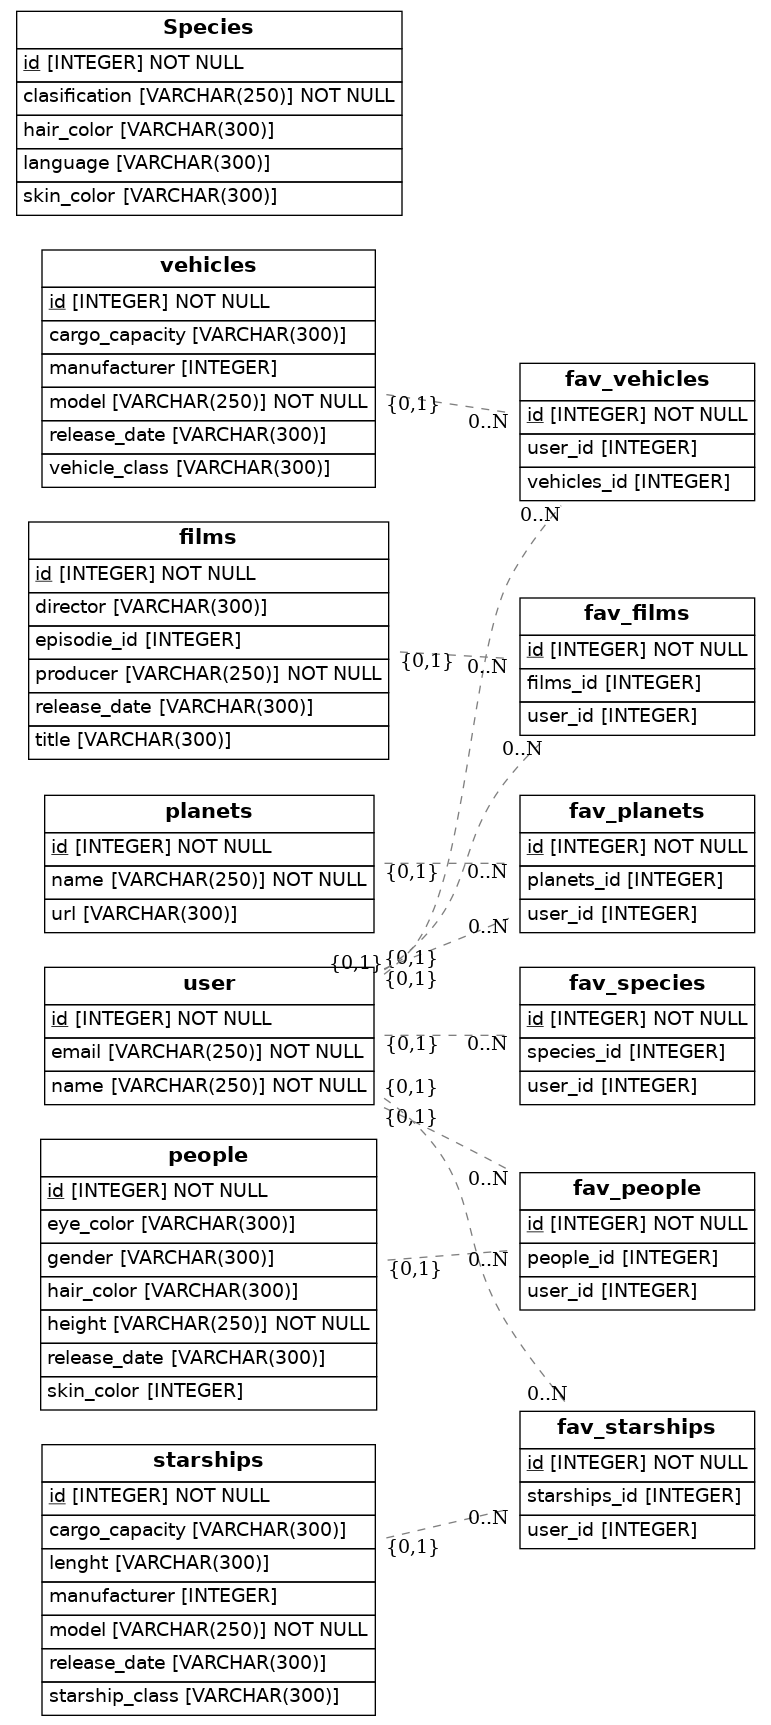 Species
id [INTEGER] NOT NULL
clasification [VARCHAR(250)] NOT NULL
hair_color [VARCHAR(300)]
language [VARCHAR(300)]
skin_color [VARCHAR(300)]
vehicles
id [INTEGER] NOT NULL
cargo_capacity [VARCHAR(300)]
manufacturer [INTEGER]
model [VARCHAR(250)] NOT NULL
release_date [VARCHAR(300)]
vehicle_class [VARCHAR(300)]
{0,1}
0..N
fav_vehicles
id [INTEGER] NOT NULL
user_id [INTEGER]
vehicles_id [INTEGER]
0..N
films
id [INTEGER] NOT NULL
director [VARCHAR(300)]
episodie_id [INTEGER]
producer [VARCHAR(250)] NOT NULL
release_date [VARCHAR(300)]
title [VARCHAR(300)]
{0,1}
0..N
fav_films
id [INTEGER] NOT NULL
films_id [INTEGER]
user_id [INTEGER]
0..N
planets
id [INTEGER] NOT NULL
name [VARCHAR(250)] NOT NULL
url [VARCHAR(300)]
{0,1}
0..N
fav_planets
id [INTEGER] NOT NULL
planets_id [INTEGER]
user_id [INTEGER]
0..N
{0,1}
{0,1}
{0,1}
user
id [INTEGER] NOT NULL
email [VARCHAR(250)] NOT NULL
name [VARCHAR(250)] NOT NULL
{0,1}
0..N
fav_species
id [INTEGER] NOT NULL
species_id [INTEGER]
user_id [INTEGER]
{0,1}
{0,1}
people
id [INTEGER] NOT NULL
eye_color [VARCHAR(300)]
gender [VARCHAR(300)]
hair_color [VARCHAR(300)]
height [VARCHAR(250)] NOT NULL
release_date [VARCHAR(300)]
skin_color [INTEGER]
0..N
{0,1}
0..N
fav_people
id [INTEGER] NOT NULL
people_id [INTEGER]
user_id [INTEGER]
0..N
starships
id [INTEGER] NOT NULL
cargo_capacity [VARCHAR(300)]
lenght [VARCHAR(300)]
manufacturer [INTEGER]
model [VARCHAR(250)] NOT NULL
release_date [VARCHAR(300)]
starship_class [VARCHAR(300)]
{0,1}
0..N
fav_starships
id [INTEGER] NOT NULL
starships_id [INTEGER]
user_id [INTEGER]